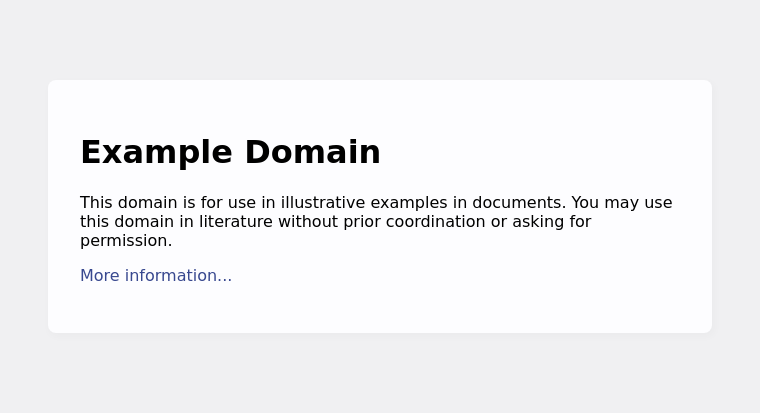 Example Domain
This domain is for use in illustrative examples in documents. You may use
this domain in literature without prior coordination or asking for
permission.
More information...